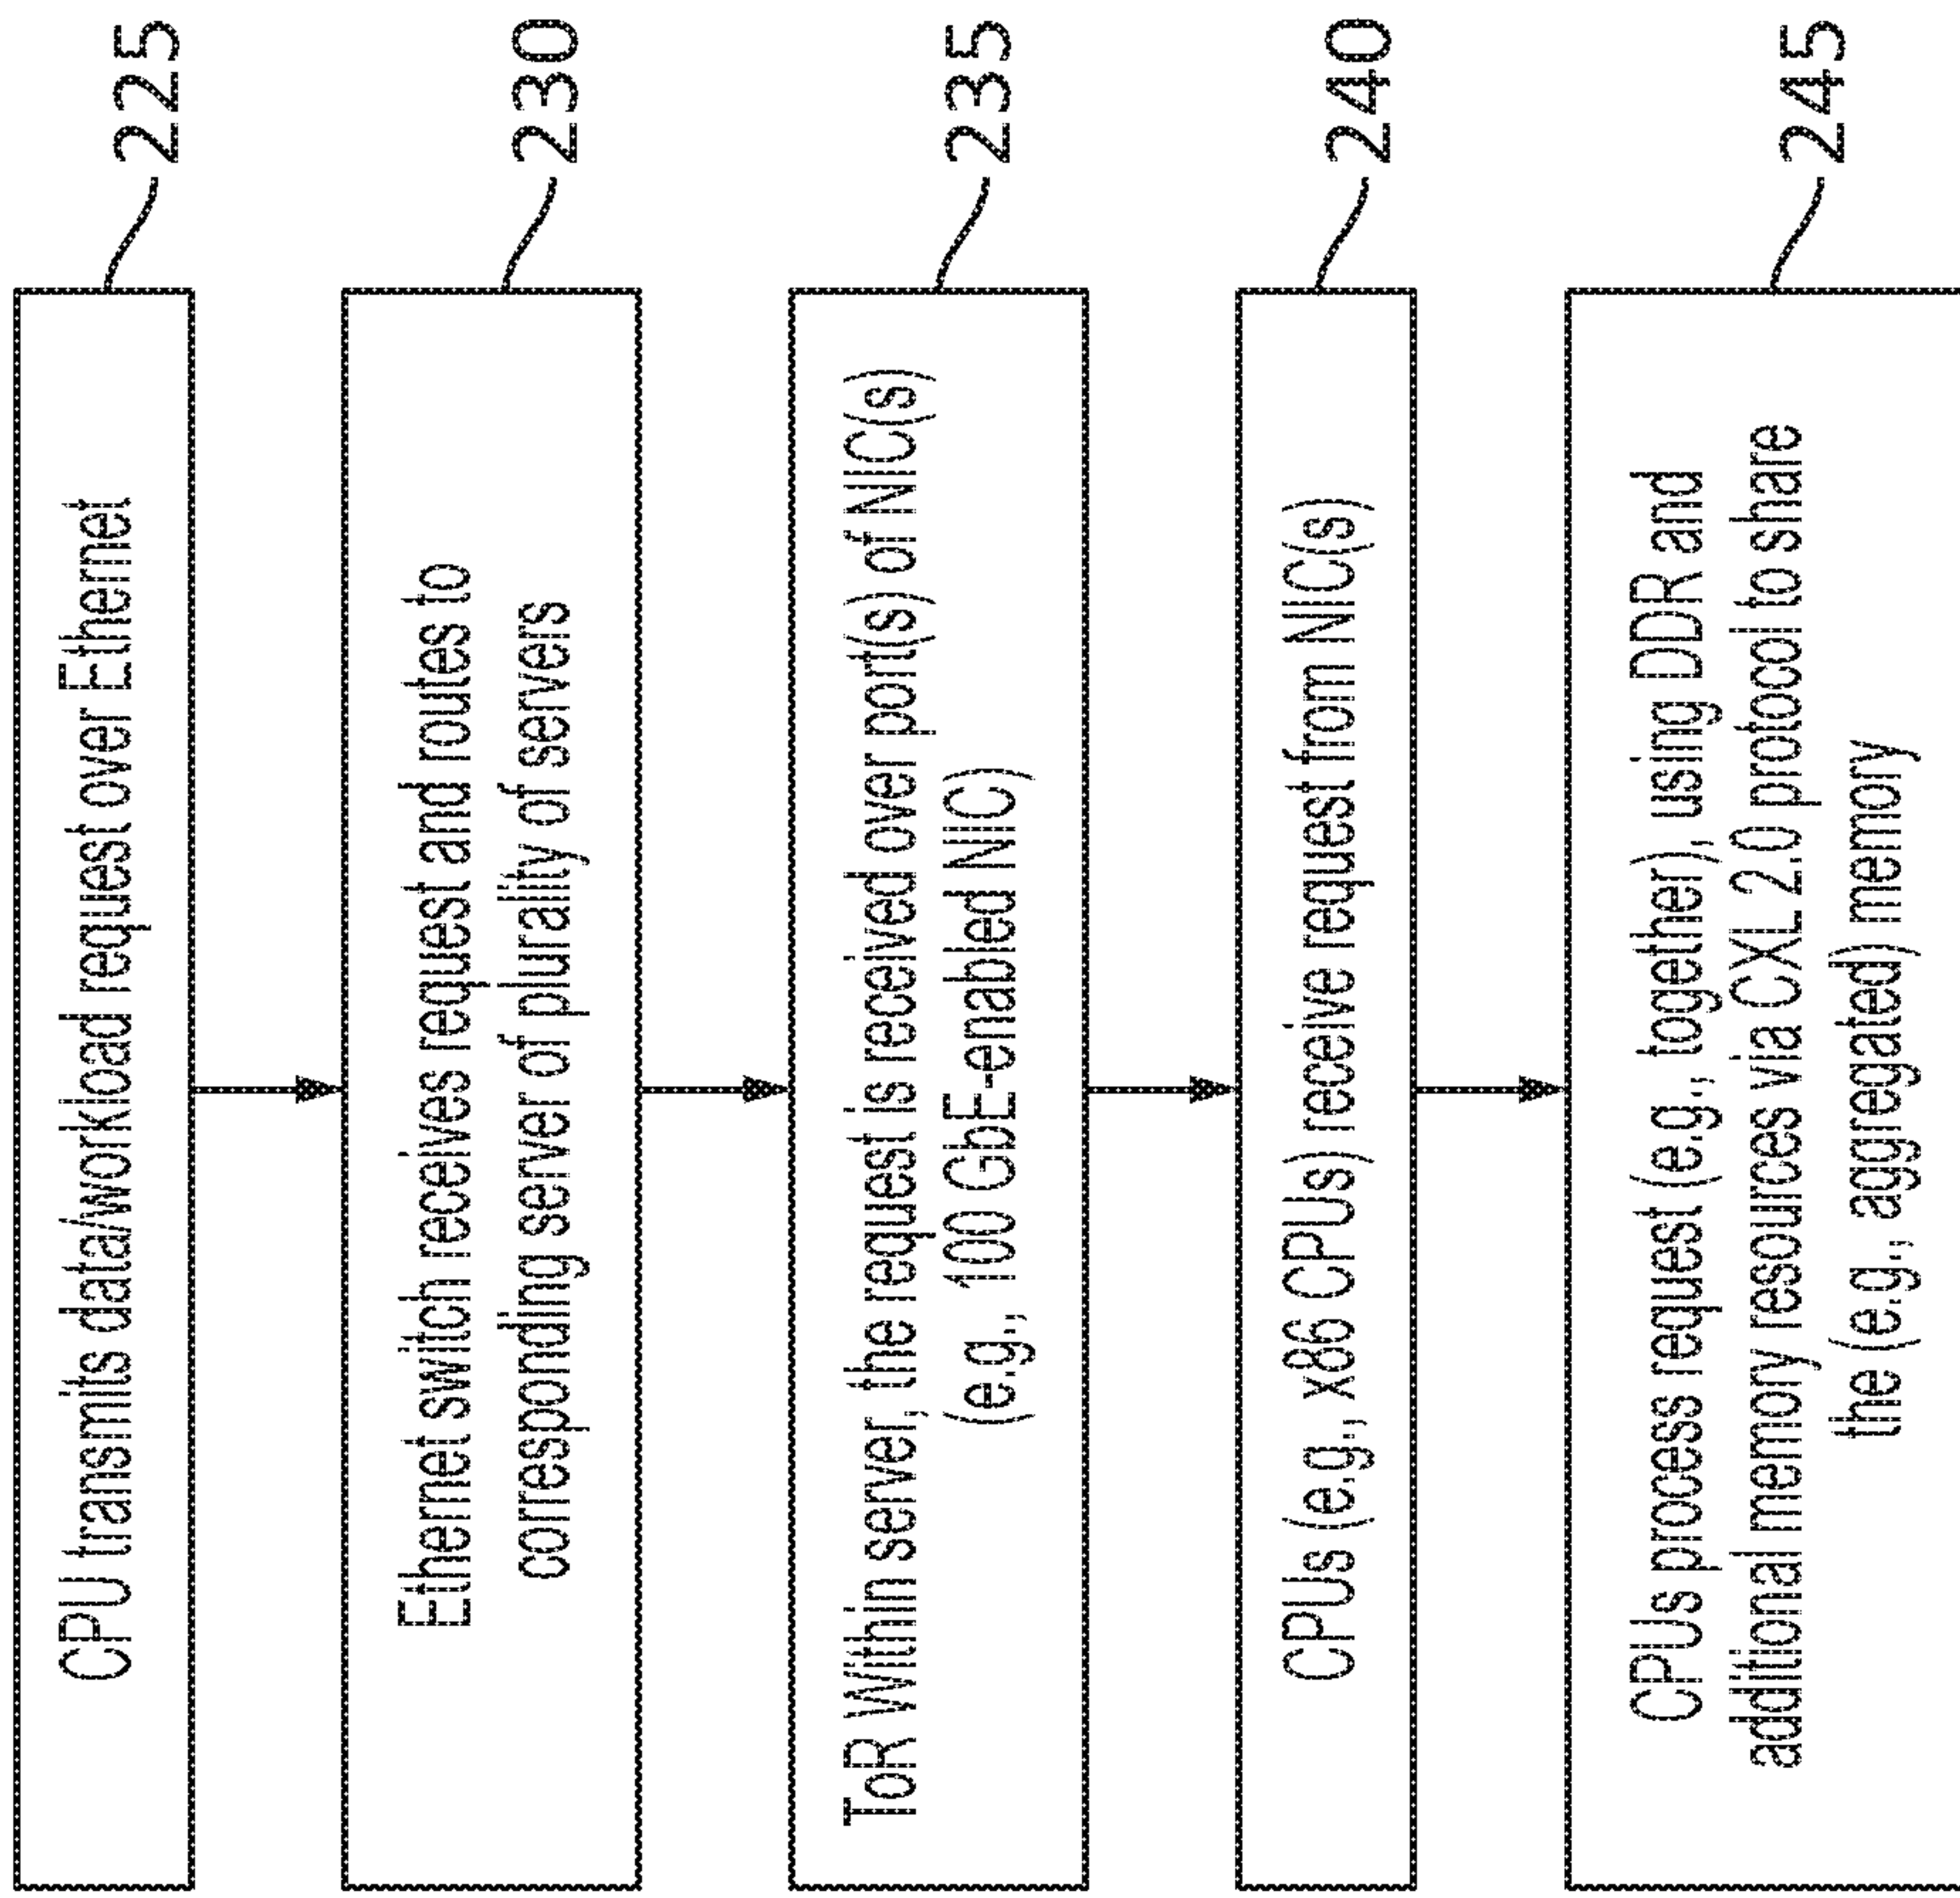 CPU transmits data/workload request over Ethernet
225
Ethernet switch receives request and routes to
corresponding server of plurality of servers
230
ToR Within server, the request is received over port(s) of NIC(s)
(e.g., 100 GbE-enabled NIC)
235
CPUs (e.g., x86 CPUs) receive request from NIC(s)
240
CPUs process request (e.g., together), using DDR and
additional memory resources via CXL 2.0 protocol to share
the (e.g., aggregated) memory
245